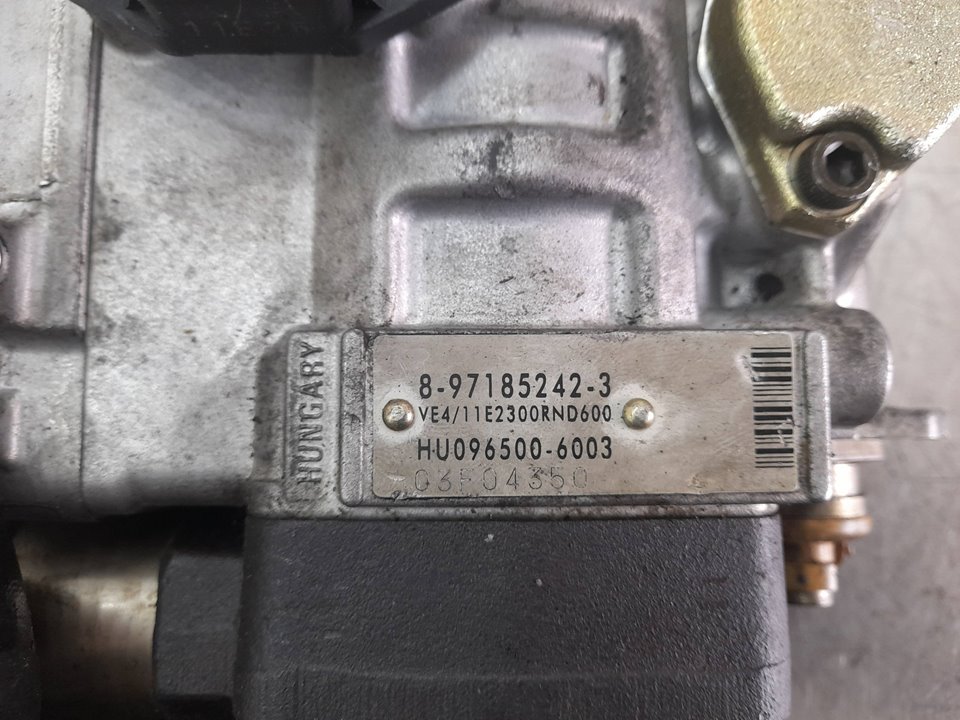 HUNGARY
8-97185242-3
VE4/11E2300RND600
HU096500-6003
03F04350